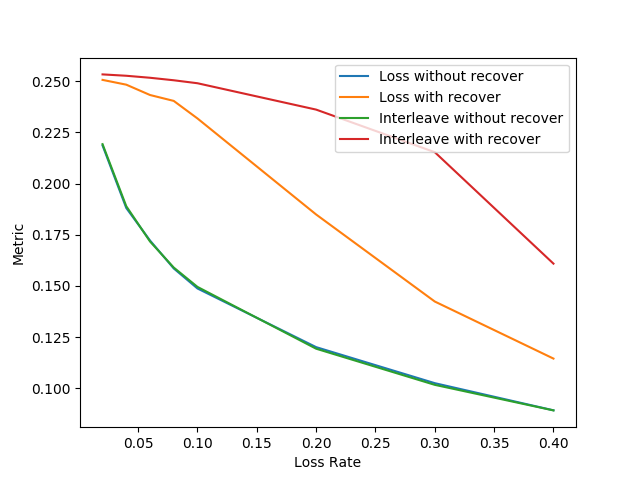 Loss without recover
Loss with recover
Interleave without recover
Interleave with recover
Metric
0.250
0.225
0.200
0.175
0.150
0.125
0.100
0.05 0.10 0.15 0.20 0.25 0.30 0.35 0.40
Loss Rate